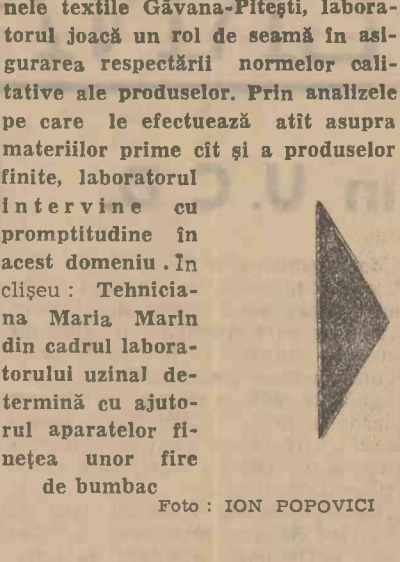 nele textile Găvana-Pitești, labora-
torul joacă un rol de seamă în asi-
gurarea respectării normelor cali-
tative ale produselor. Prin analizele
pe care le efectuează atît asupra
materiilor prime cît și a produselor
finite, laboratorul
intervine cu
promptitudine în
acest domeniu . În
clișeu : Tehnicia-
na Maria Marin
din cadrul labora-
torului uzinal de-
termină cu ajuto-
rul aparatelor fi-
nețea unor fire
de bumbac
Foto : ION POPOVICI